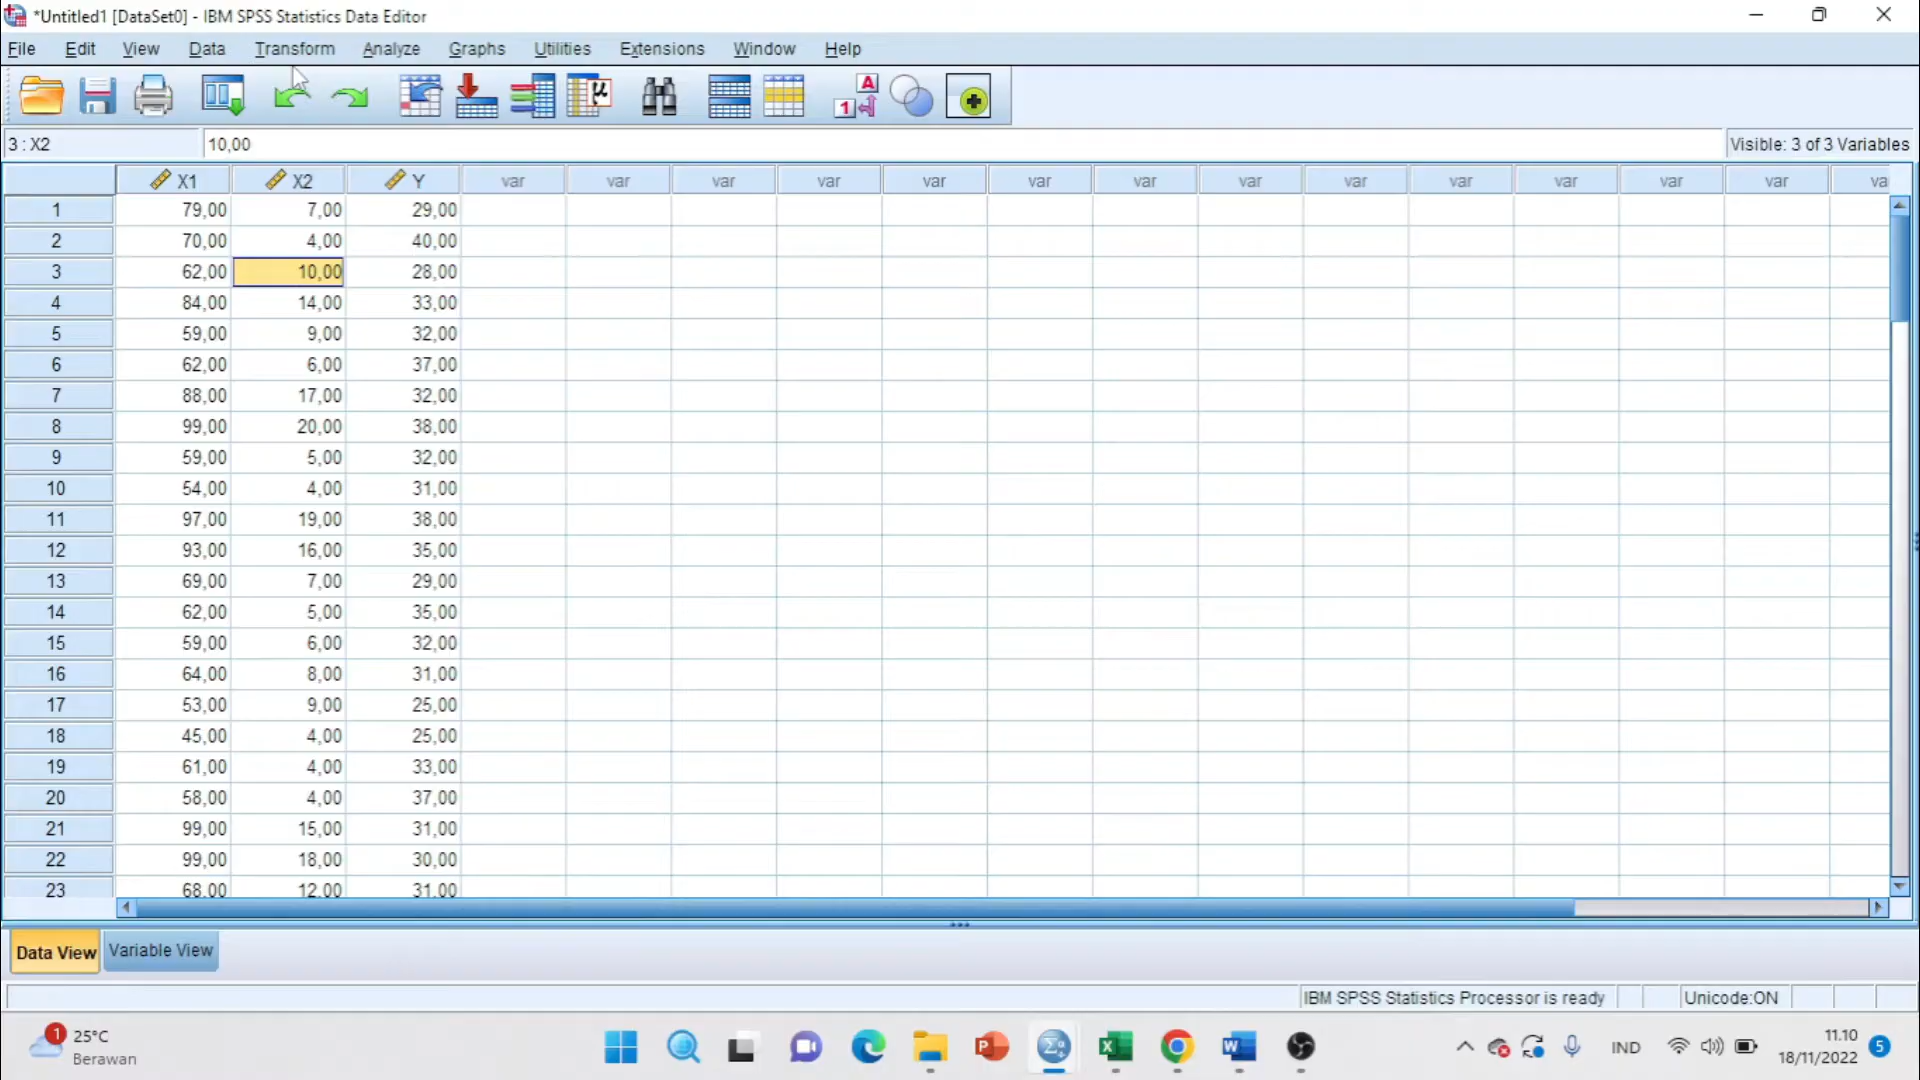 *Untitled1 [DataSet0] - IBM SPSS Statistics Data Editor
File Edit View Data Transform Analyze Graphs Utilities Extensions Window Help
3 : X2 10,00 Visible: 3 of 3 Variables
X1 X2 Y var var var var var var var var var var var var var va
1 79,00 7,00 29,00
2 70,00 4,00 40,00
3 62,00 10,00 28,00
4 84,00 14,00 33,00
5 59,00 9,00 32,00
6 62,00 6,00 37,00
7 88,00 17,00 32,00
8 99,00 20,00 38,00
9 59,00 5,00 32,00
10 54,00 4,00 31,00
11 97,00 19,00 38,00
12 93,00 16,00 35,00
13 69,00 7,00 29,00
14 62,00 5,00 35,00
15 59,00 6,00 32,00
16 64,00 8,00 31,00
17 53,00 9,00 25,00
18 45,00 4,00 25,00
19 61,00 4,00 33,00
20 58,00 4,00 37,00
21 99,00 15,00 31,00
22 99,00 18,00 30,00
23 68,00 12,00 31,00
Data View Variable View
IBM SPSS Statistics Processor is ready Unicode:ON
1 25°C
Berawan
IND
11.10
18/11/2022
5